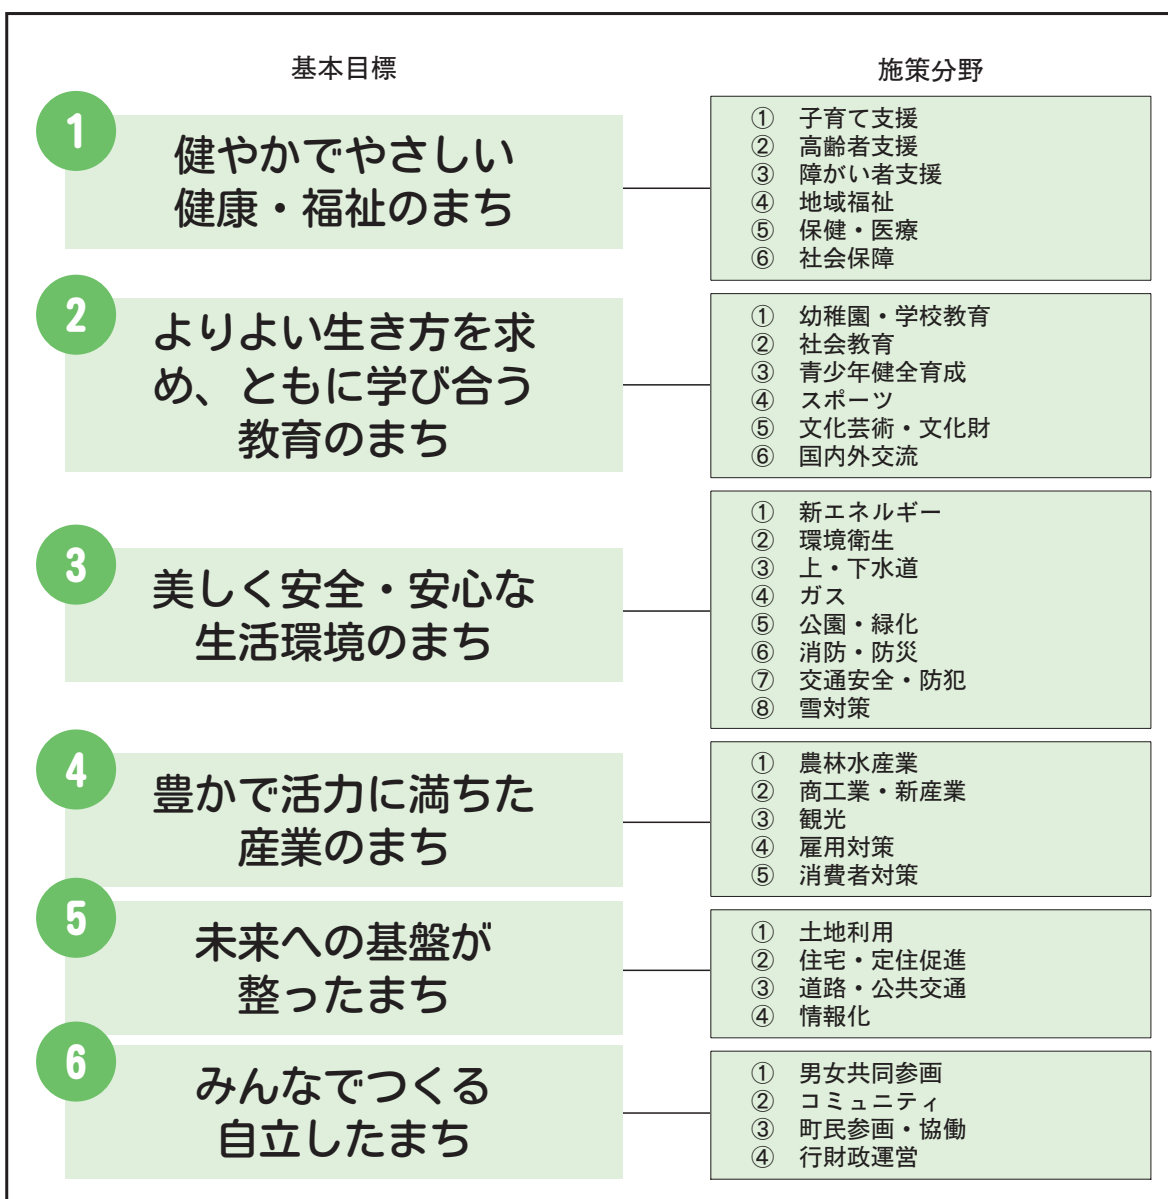 基本目標
施策分野
1
健やかでやさしい
健康・福祉のまち
① 子育て支援
② 高齢者支援
③ 障がい者支援
④ 地域福祉
⑤ 保健・医療
⑥ 社会保障
2
よりよい生き方を求
め、ともに学び合う
教育のまち
① 幼稚園・学校教育
② 社会教育
③ 青少年健全育成
④ スポーツ
⑤ 文化芸術・文化財
⑥ 国内外交流
3
美しく安全・安心な
生活環境のまち
① 新エネルギー
② 環境衛生
③ 上・下水道
④ ガス
⑤ 公園・緑化
⑥ 消防・防災
⑦ 交通安全・防犯
⑧ 雪対策
4
豊かで活力に満ちた
産業のまち
① 農林水産業
② 商工業・新産業
③ 観光
④ 雇用対策
⑤ 消費者対策
5
未来への基盤が
整ったまち
① 土地利用
② 住宅・定住促進
③ 道路・公共交通
④ 情報化
6
みんなでつくる
自立したまち
① 男女共同参画
② コミュニティ
③ 町民参画・協働
④ 行財政運営